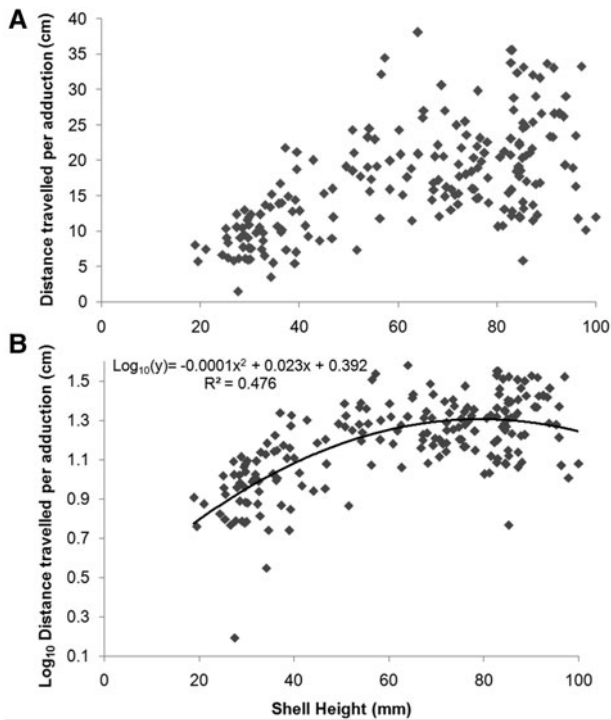 A
Distance travelled per adduction (cm)
40
35
30
25
20
15
10
5
0
0 20 40 60 80 100
B
Log₁₀ Distance travelled per adduction (cm)
Log₁₀(y)= -0.0001x² + 0.023x + 0.392
R² = 0.476
1.5
1.3
1.1
0.9
0.7
0.5
0.3
0.1
0 20 40 60 80 100
Shell Height (mm)